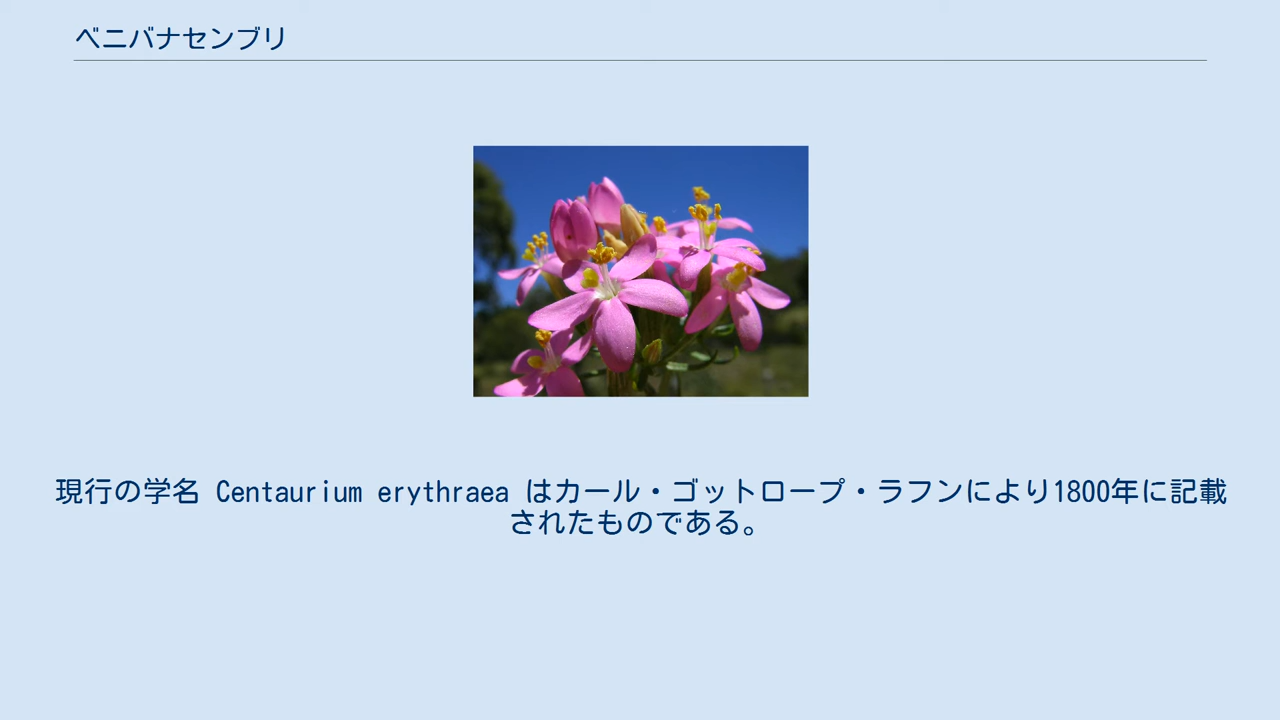 ベニバナセンブリ
現行の学名 Centaurium erythraea はカール・ゴットロープ・ラフンにより1800年に記載
されたものである。